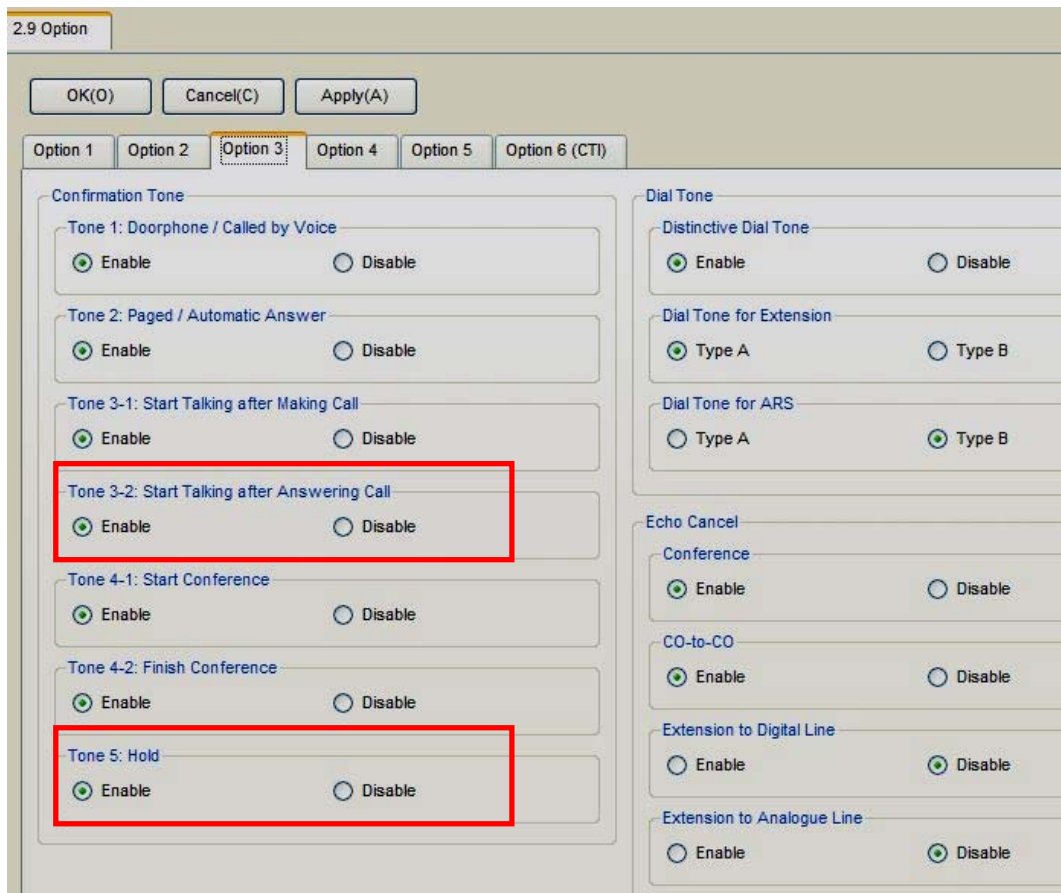 2.9 Option
OK(O) Cancel(C) Apply(A)
Option 1 Option 2 Option 3 Option 4 Option 5 Option 6 (CTI)
Confirmation Tone
Tone 1: Doorphone / Called by Voice
Enable Disable
Tone 2: Paged / Automatic Answer
Enable Disable
Tone 3-1: Start Talking after Making Call
Enable Disable
Tone 3-2: Start Talking after Answering Call
Enable Disable
Tone 4-1: Start Conference
Enable Disable
Tone 4-2: Finish Conference
Enable Disable
Tone 5: Hold
Enable Disable
Dial Tone
Distinctive Dial Tone
Enable Disable
Dial Tone for Extension
Type A Type B
Dial Tone for ARS
Type A Type B
Echo Cancel
Conference
Enable Disable
CO-to-CO
Enable Disable
Extension to Digital Line
Enable Disable
Extension to Analogue Line
Enable Disable